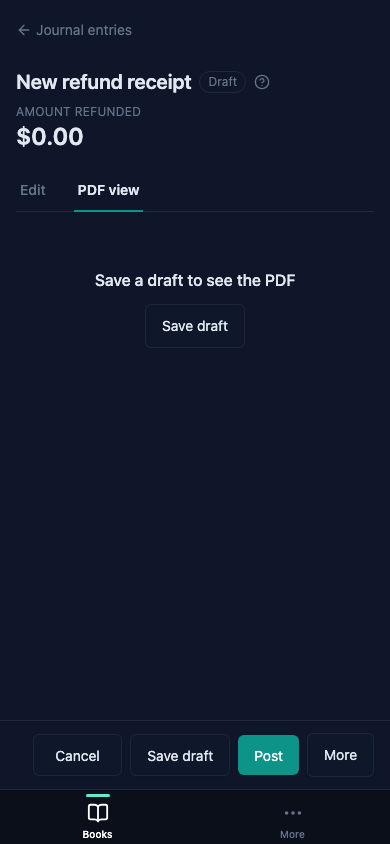 Journal entries
New refund receipt Draft
AMOUNT REFUNDED
$0.00
Edit PDF view
Save a draft to see the PDF
Save draft
Cancel Save draft Post More
Books More